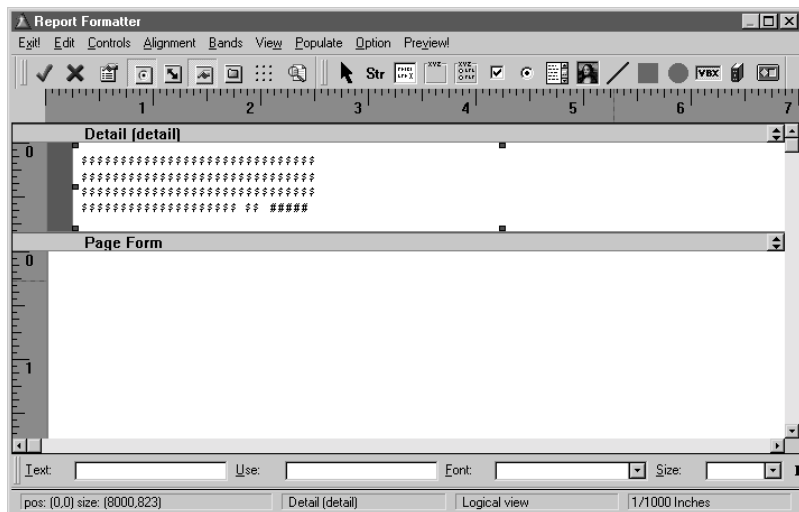 Report Formatter
Exit! Edit Controls Alignment Bands View Populate Option Preview!
Str XYZ XYZ VBX
1 2 3 4 5 6 7
Detail (detail)
0
$$$$$$$$$$$$$$$$$$$$$$$$$$$$$$
$$$$$$$$$$$$$$$$$$$$$$$$$$$$$$
$$$$$$$$$$$$$$$$$$$$$$$$$$$$$$
$$$$$$$$$$$$$$$$$$$$ $$ #####
Page Form
0
1
Text: Use: Font: Size:
pos: (0,0) size: (8000,823) Detail (detail) Logical view 1/1000 Inches